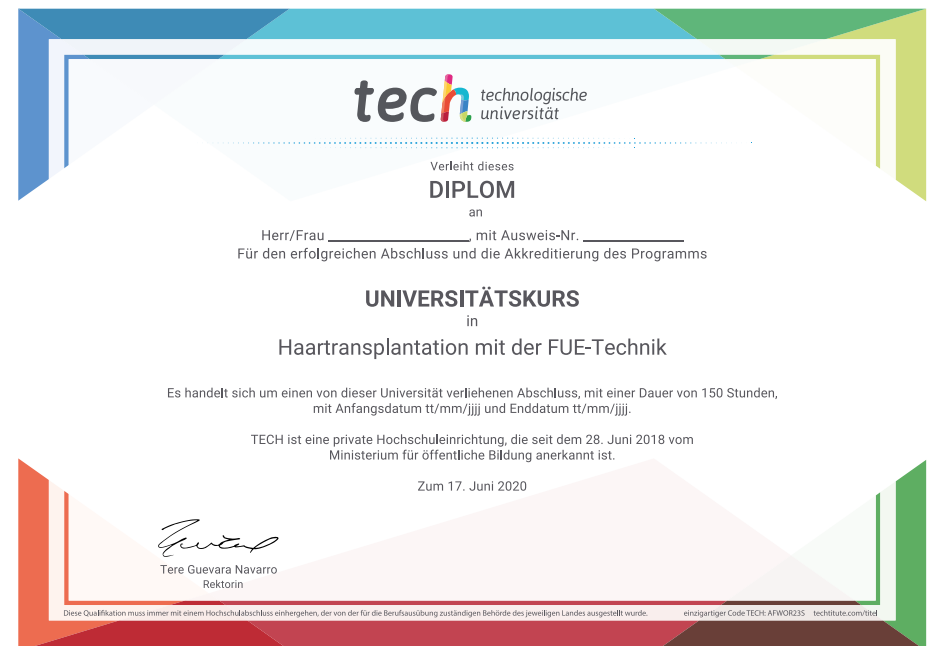 tech technologische
universität
Verleiht dieses
DIPLOM
an
Herr/Frau ____________, mit Ausweis-Nr. ____________
Für den erfolgreichen Abschluss und die Akkreditierung des Programms
UNIVERSITÄTSKURS
in
Haartransplantation mit der FUE-Technik
Es handelt sich um einen von dieser Universität verliehenen Abschluss, mit einer Dauer von 150 Stunden,
mit Anfangsdatum tt/mm/jjjj und Enddatum tt/mm/jjjj.
TECH ist eine private Hochschuleinrichtung, die seit dem 28. Juni 2018 vom
Ministerium für öffentliche Bildung anerkannt ist.
Zum 17. Juni 2020
Tere Guevara Navarro
Rektorin
Diese Qualifikation muss immer mit einem Hochschulabschluss einhergehen, der von der für die Berufsausübung zuständigen Behörde des jeweiligen Landes ausgestellt wurde. einzigartiger Code TECH: AFWOR23S techtitute.com/titel